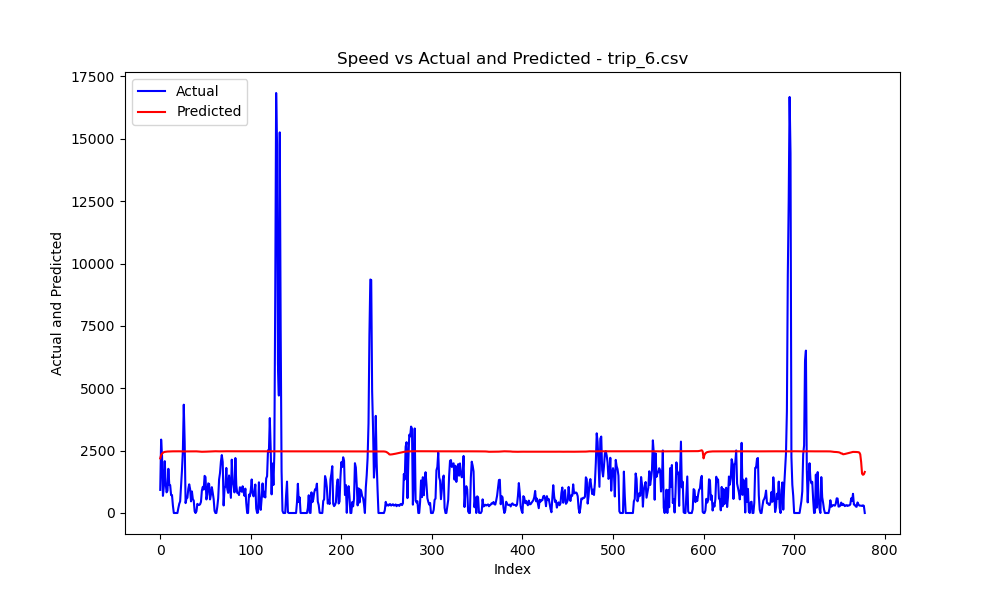 Speed vs Actual and Predicted - trip_6.csv
Actual
Predicted
17500
15000
12500
10000
7500
5000
2500
0
Actual and Predicted
0 100 200 300 400 500 600 700 800
Index